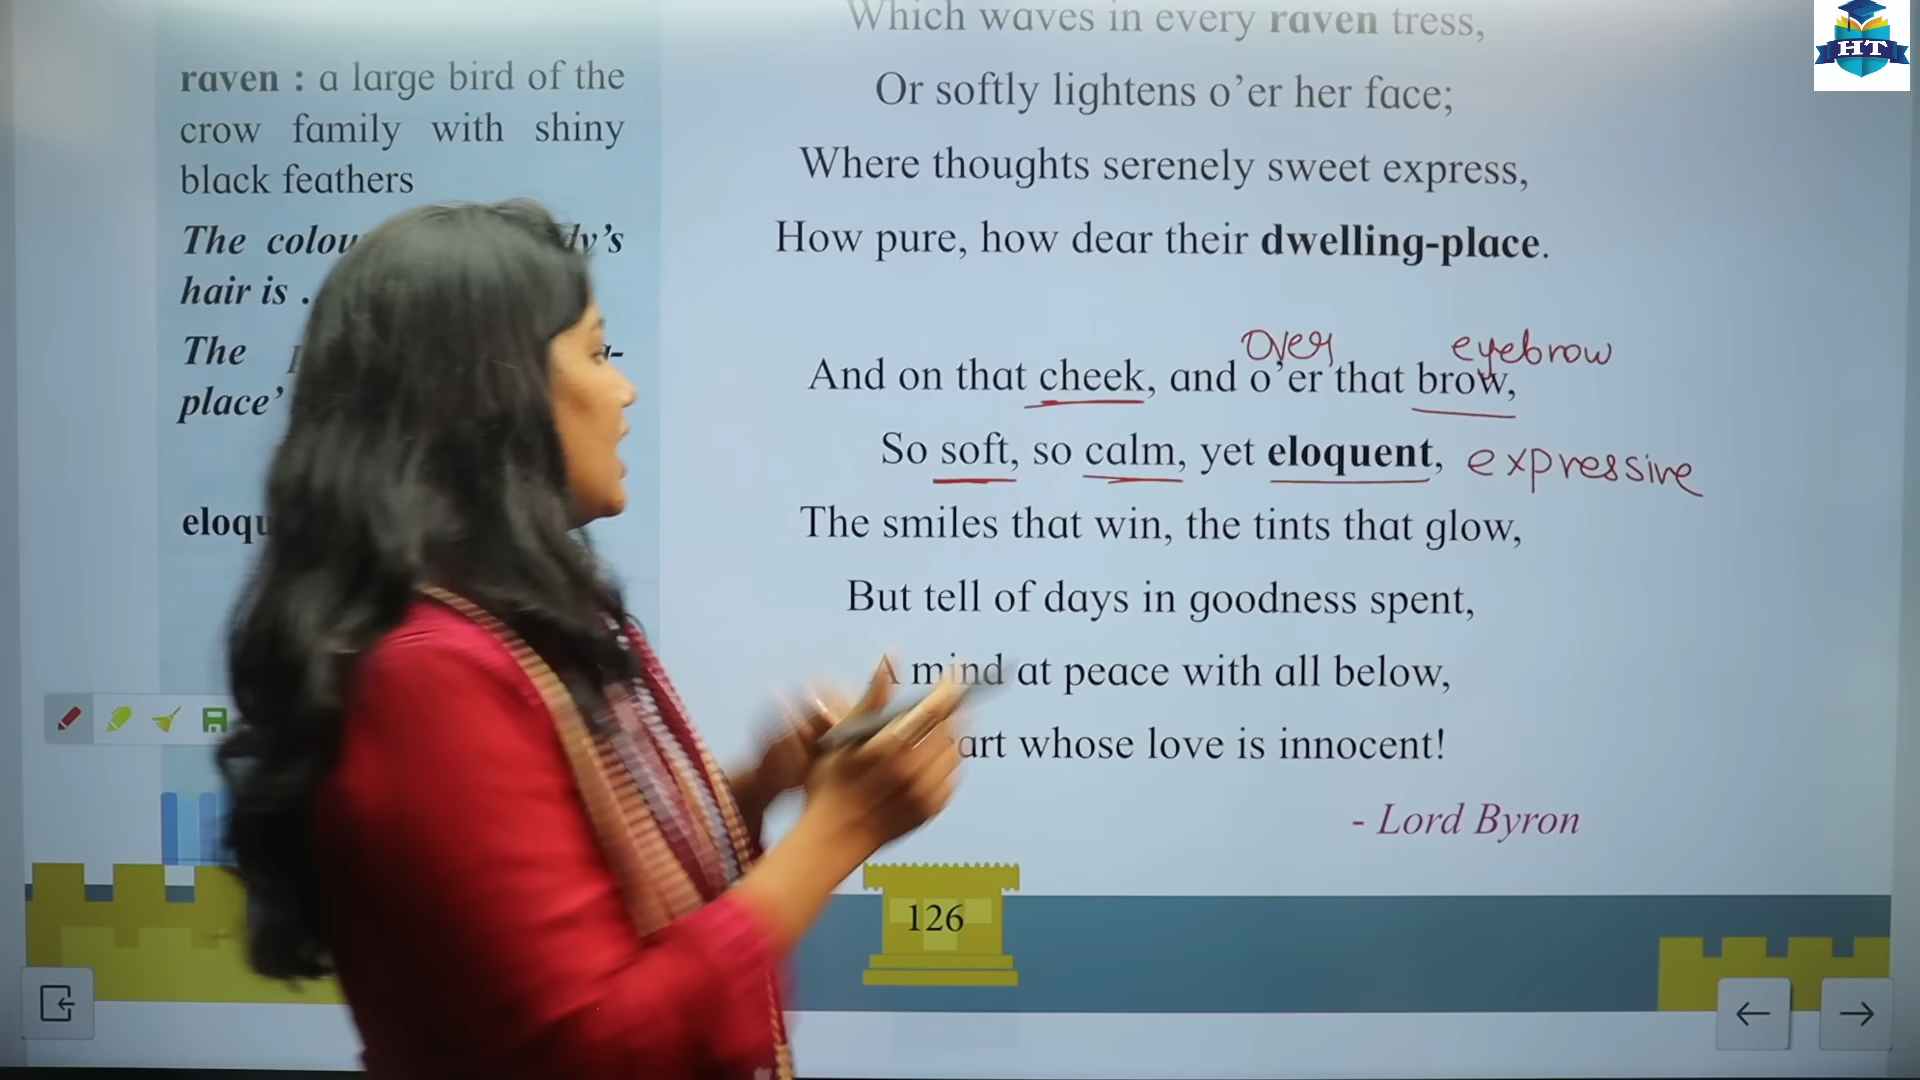 HT
raven : a large bird of the
crow family with shiny
black feathers
The colou dy's
hair is
The
place'
eloqu
Which waves in every raven tress,
Or softly lightens o'er her face;
Where thoughts serenely sweet express,
How pure, how dear their dwelling-place.
over eyebrow
And on that cheek, and o'er that brow,
So soft, so calm, yet eloquent, expressive
The smiles that win, the tints that glow,
But tell of days in goodness spent,
A mind at peace with all below,
art whose love is innocent!
- Lord Byron
126